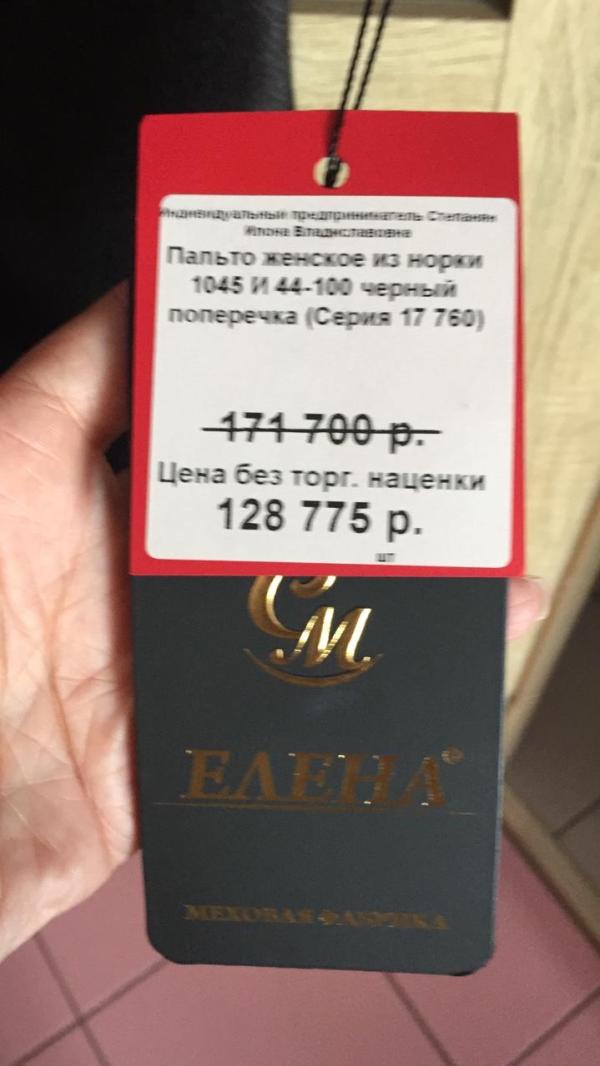 Индивидуальный предприниматель Степанян
Илона Владиславовна
Пальто женское из норки
1045 И 44-100 черный
поперечка (Серия 17 760)
171 700 р.
Цена без торг. наценки
128 775 р.
шт
СМ
ЕЛЕНА®
МЕХОВАЯ ФАБРИКА